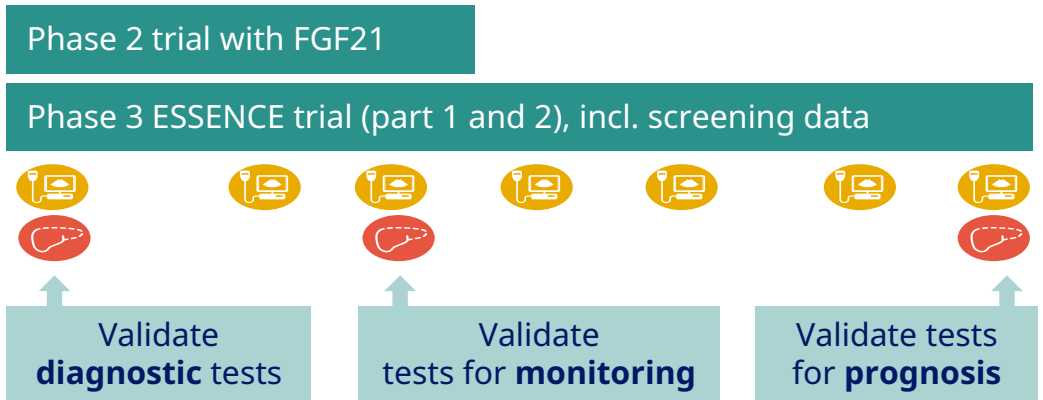 Phase 2 trial with FGF21
Phase 3 ESSENCE trial (part 1 and 2), incl. screening data
Validate
diagnostic tests
Validate
tests for monitoring
Validate tests
for prognosis